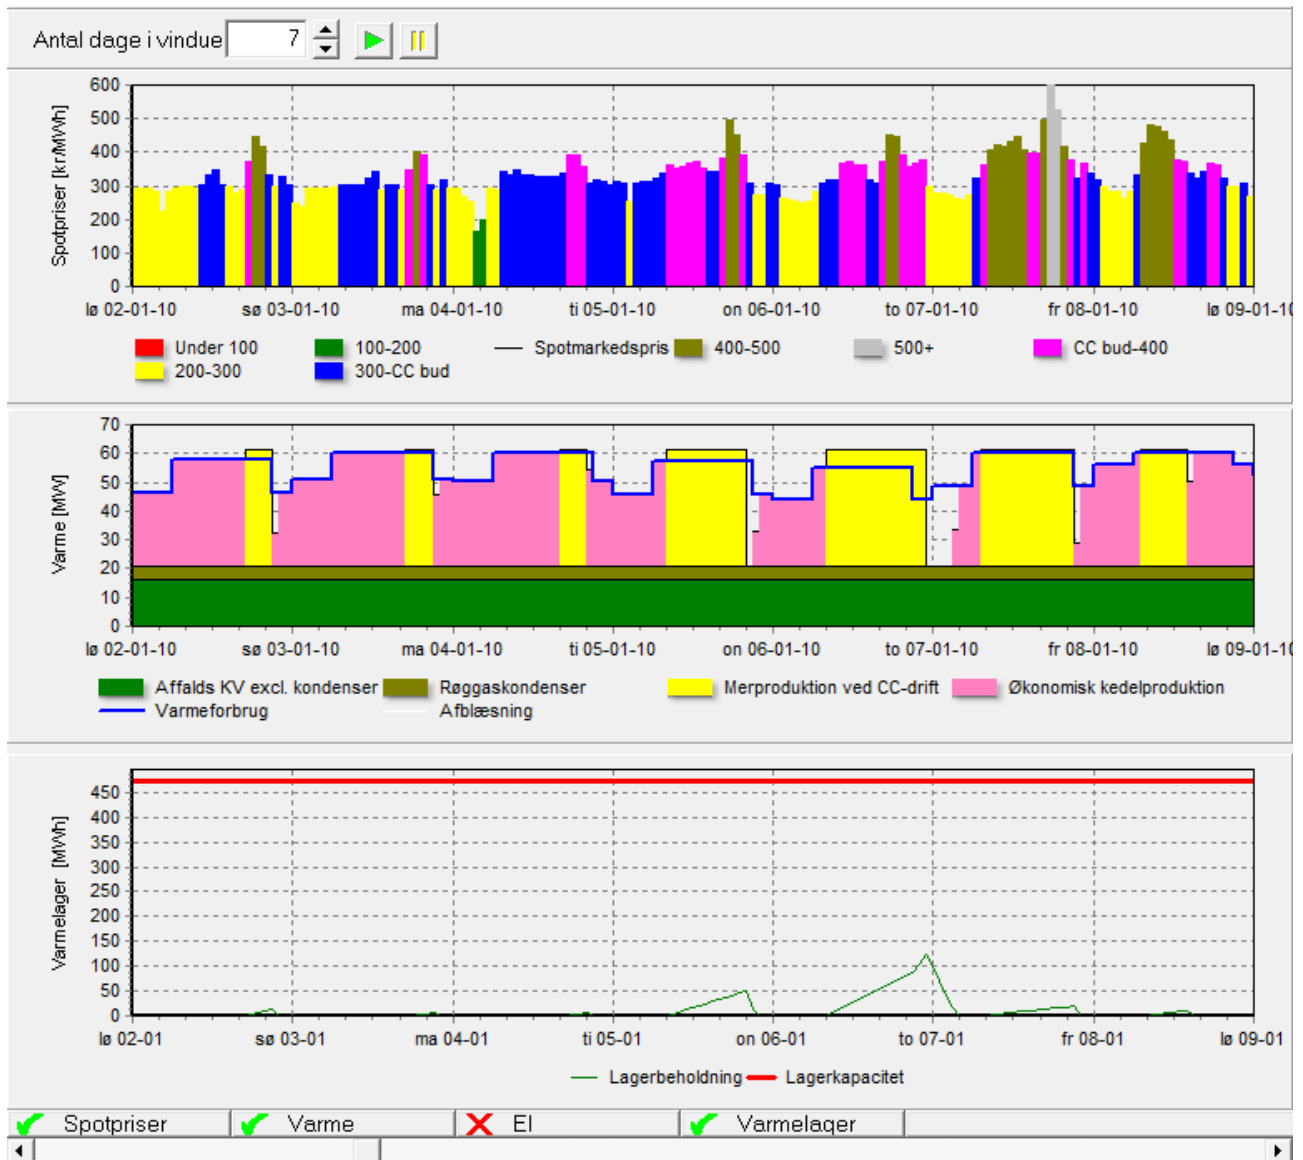 Antal dage i vindue 7
Spotpriser [kr/MWh]
600
500
400
300
200
100
0
lø 02-01-10 sø 03-01-10 ma 04-01-10 ti 05-01-10 on 06-01-10 to 07-01-10 fr 08-01-10 lø 09-01-10
Under 100 100-200 Spotmarkedspris 400-500 500+ CC bud-400
200-300 300-CC bud
Varme [MW]
70
60
50
40
30
20
10
0
lø 02-01-10 sø 03-01-10 ma 04-01-10 ti 05-01-10 on 06-01-10 to 07-01-10 fr 08-01-10 lø 09-01-10
Affalds KV excl. kondenser Røggaskondenser Merproduktion ved CC-drift Økonomisk kedelproduktion
Varmeforbrug Afblæsning
Varmelager [MWh]
450
400
350
300
250
200
150
100
50
0
lø 02-01 sø 03-01 ma 04-01 ti 05-01 on 06-01 to 07-01 fr 08-01 lø 09-01
Lagerbeholdning Lagerkapacitet
Spotpriser Varme El Varmelager